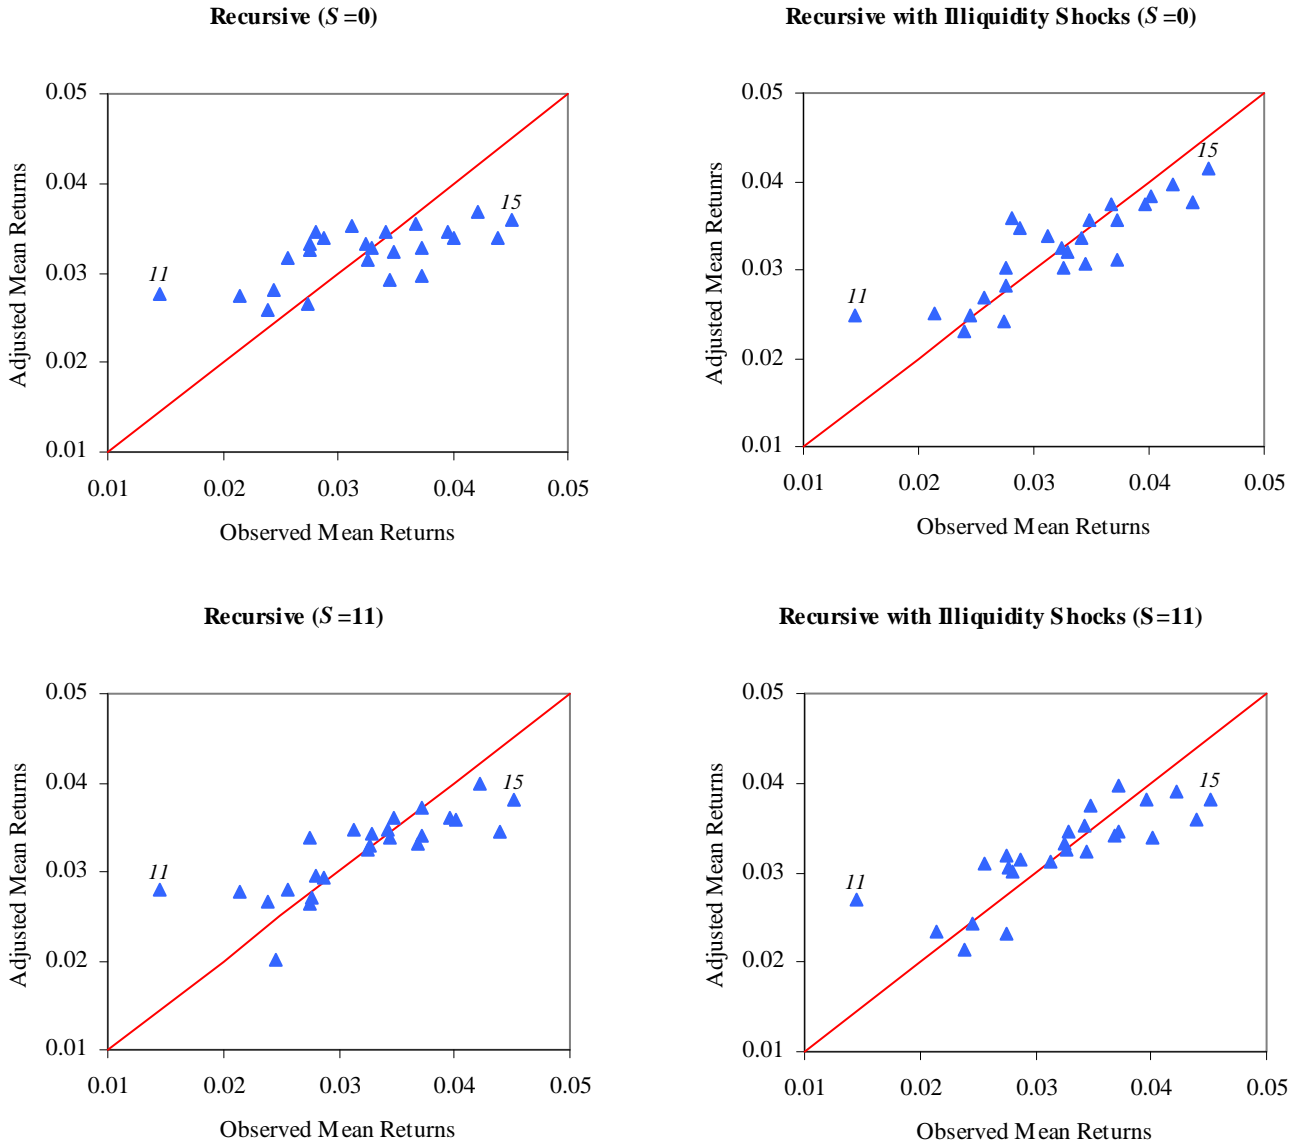 Recursive (S=0)
0.05
0.04
0.03
0.02
0.01
0.01 0.02 0.03 0.04 0.05
Adjusted Mean Returns
Observed Mean Returns
11
15
Recursive with Illiquidity Shocks (S=0)
0.05
0.04
0.03
0.02
0.01
0.01 0.02 0.03 0.04 0.05
Adjusted Mean Retunrs
Observed Mean Returns
11
15
Recursive (S=11)
0.05
0.04
0.03
0.02
0.01
0.01 0.02 0.03 0.04 0.05
Adjusted Mean Returns
Observed Mean Returns
11
15
Recursive with Illiquidity Shocks (S=11)
0.05
0.04
0.03
0.02
0.01
0.01 0.02 0.03 0.04 0.05
Adjusted Mean Returns
Observed Mean Returns
11
15